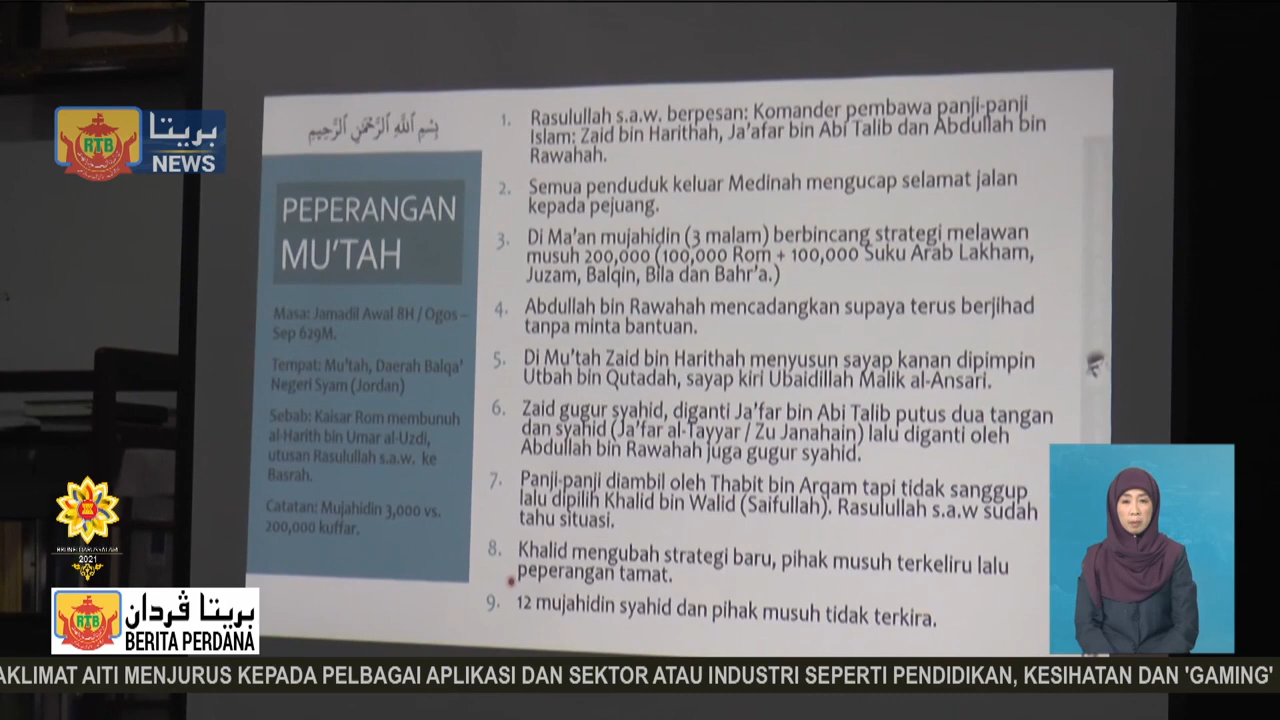 بريتا
RTB
NEWS
بِسْمِ ٱللَّهِ ٱلرَّحْمَٰنِ ٱلرَّحِيمِ
PEPERANGAN
MU'TAH
Masa: Jamadil Awal 8H / Ogos –
Sep 629M.
Tempat: Mu'tah, Daerah Balqa'
Negeri Syam (Jordan)
Sebab: Kaisar Rom membunuh
al-Harith bin Umar al-Uzdi,
utusan Rasulullah s.a.w. ke
Basrah.
Catatan: Mujahidin 3,000 vs.
200,000 kuffar.
1. Rasulullah s.a.w. berpesan: Komander pembawa panji-panji
Islam: Zaid bin Harithah, Ja'afar bin Abi Talib dan Abdullah bin
Rawahah.
2. Semua penduduk keluar Medinah mengucap selamat jalan
kepada pejuang.
3. Di Ma'an mujahidin (3 malam) berbincang strategi melawan
musuh 200,000 (100,000 Rom + 100,000 Suku Arab Lakham,
Juzam, Balqin, Bila dan Bahr'a.)
4. Abdullah bin Rawahah mencadangkan supaya terus berjihad
tanpa minta bantuan.
5. Di Mu'tah Zaid bin Harithah menyusun sayap kanan dipimpin
Utbah bin Qutadah, sayap kiri Ubaidillah Malik al-Ansari.
6. Zaid gugur syahid, diganti Ja'far bin Abi Talib putus dua tangan
dan syahid (Ja'far al-Tayyar / Zu Janahain) lalu diganti oleh
Abdullah bin Rawahah juga gugur syahid.
7. Panji-panji diambil oleh Thabit bin Arqam tapi tidak sanggup
lalu dipilih Khalid bin Walid (Saifullah). Rasulullah s.a.w sudah
tahu situasi.
8. Khalid mengubah strategi baru, pihak musuh terkeliru lalu
peperangan tamat.
9. 12 mujahidin syahid dan pihak musuh tidak terkira.
BRUNEI DARUSSALAM
2021
RTB
بريتا ڤردان
BERITA PERDANA
AKLIMAT AITI MENJURUS KEPADA PELBAGAI APLIKASI DAN SEKTOR ATAU INDUSTRI SEPERTI PENDIDIKAN, KESIHATAN DAN 'GAMING'